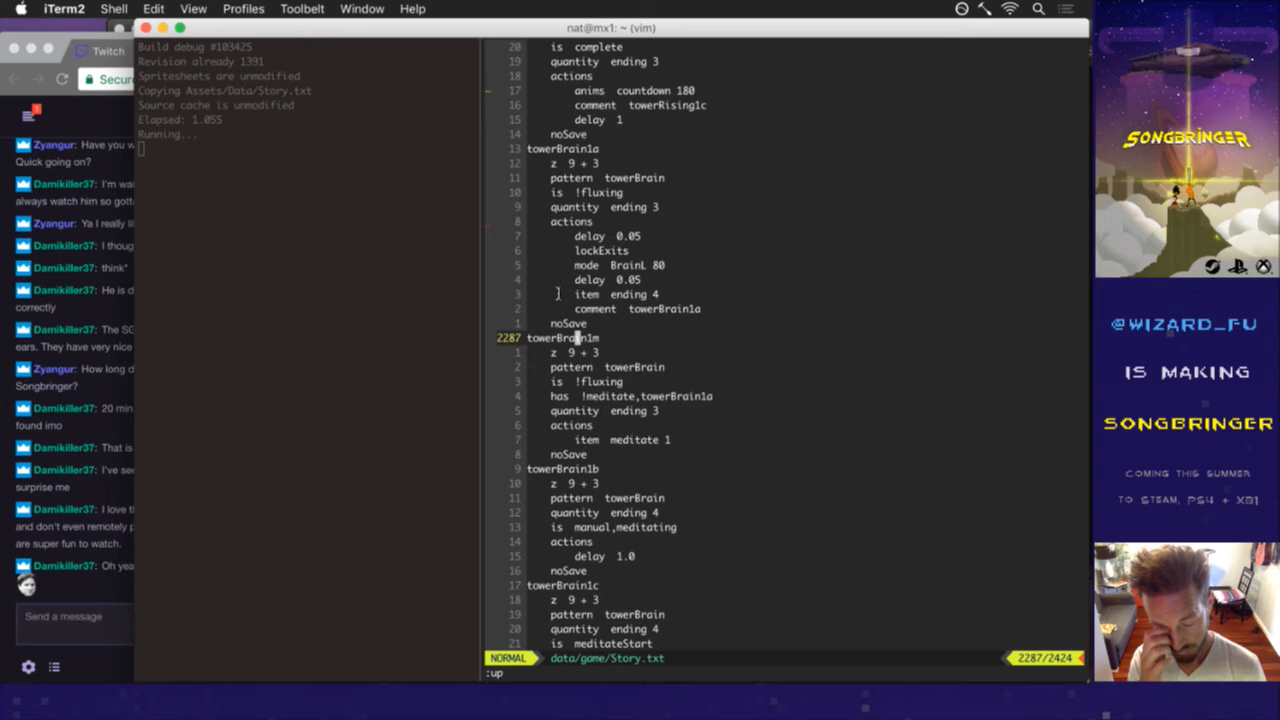 iTerm2 Shell Edit View Profiles Toolbelt Window Help
nat@mx1: ~ (vim)
Twitch
Secure
1
Zyangur: Have you w
Quick going on?
Damikiller37: I'm wa
always watch him so gott
Zyangur: Ya I really li
Damikiller37: I thoug
think*
Damikiller37: He is d
correctly
Damikiller37: The SG
ears. They have very nice
Zyangur: How long d
Songbringer?
Damikiller37: 20 min
found imo
Damikiller37: That is
Damikiller37: I've see
surprise me
Damikiller37: I love th
and don't even remotely p
are super fun to watch.
Damikiller37: Oh yea
Send a message
Build debug #103425
Revision already 1391
Spritesheets are unmodified
Copying Assets/Data/Story.txt
Source cache is unmodified
Elapsed: 1.055
Running...
20 is complete
19 quantity ending 3
18 actions
17 anims countdown 180
16 comment towerRising1c
15 delay 1
14 noSave
13 towerBrain1a
12 z 9 + 3
11 pattern towerBrain
10 is !fluxing
9 quantity ending 3
8 actions
7 delay 0.05
6 lockExits
5 mode BrainL 80
4 delay 0.05
3 item ending 4
2 comment towerBrain1a
1 noSave
2287 towerBrain1m
1 z 9 + 3
2 pattern towerBrain
3 is !fluxing
4 has !meditate,towerBrain1a
5 quantity ending 3
6 actions
7 item meditate 1
8 noSave
9 towerBrain1b
10 z 9 + 3
11 pattern towerBrain
12 quantity ending 4
13 is manual,meditating
14 actions
15 delay 1.0
16 noSave
17 towerBrain1c
18 z 9 + 3
19 pattern towerBrain
20 quantity ending 4
21 is meditateStart
NORMAL data/game/Story.txt 2287/2424
:up
SONGBRINGER
@WIZARD_FU
IS MAKING
SONGBRINGER
COMING THIS SUMMER
TO STEAM, PS4 + XB1